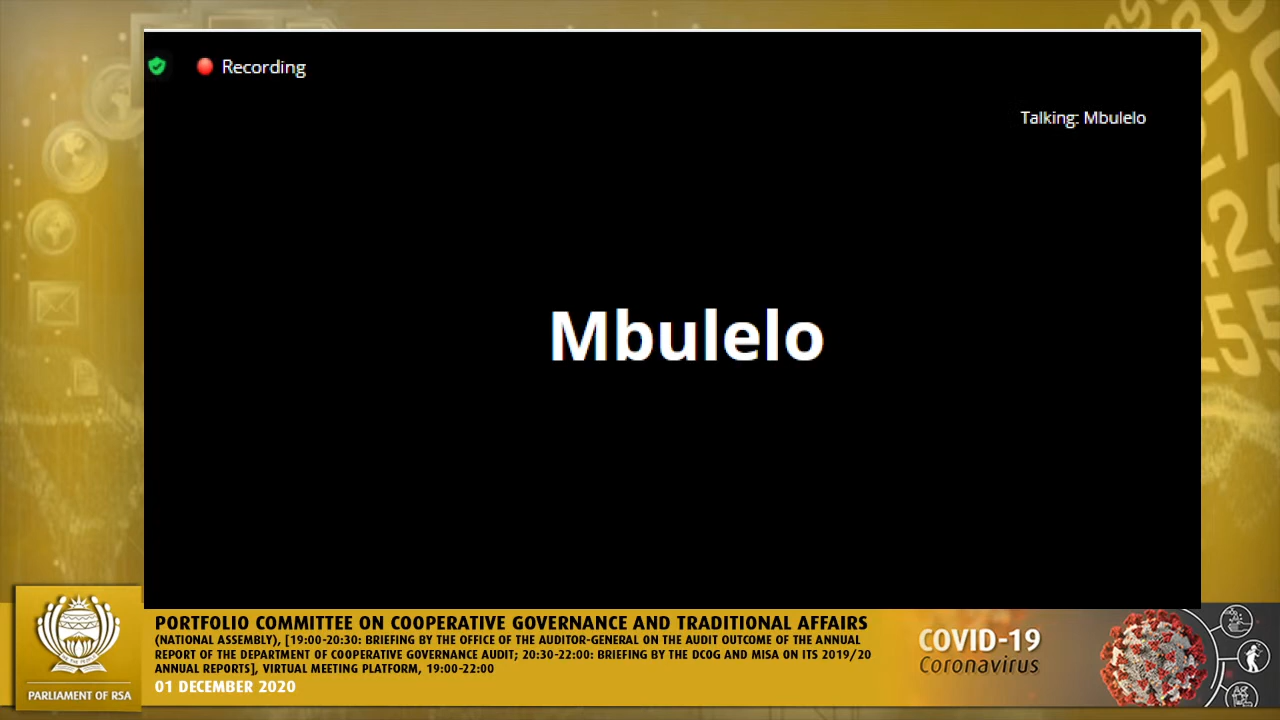 Recording
Talking: Mbulelo
Mbulelo
PORTFOLIO COMMITTEE ON COOPERATIVE GOVERNANCE AND TRADITIONAL AFFAIRS
(NATIONAL ASSEMBLY), [19:00-20:30: BRIEFING BY THE OFFICE OF THE AUDITOR-GENERAL ON THE AUDIT OUTCOME OF THE ANNUAL
REPORT OF THE DEPARTMENT OF COOPERATIVE GOVERNANCE AUDIT; 20:30-22:00: BRIEFING BY THE DCOG AND MISA ON ITS 2019/20
ANNUAL REPORTS], VIRTUAL MEETING PLATFORM, 19:00-22:00
01 DECEMBER 2020
PARLIAMENT OF RSA
COVID-19
Coronavirus